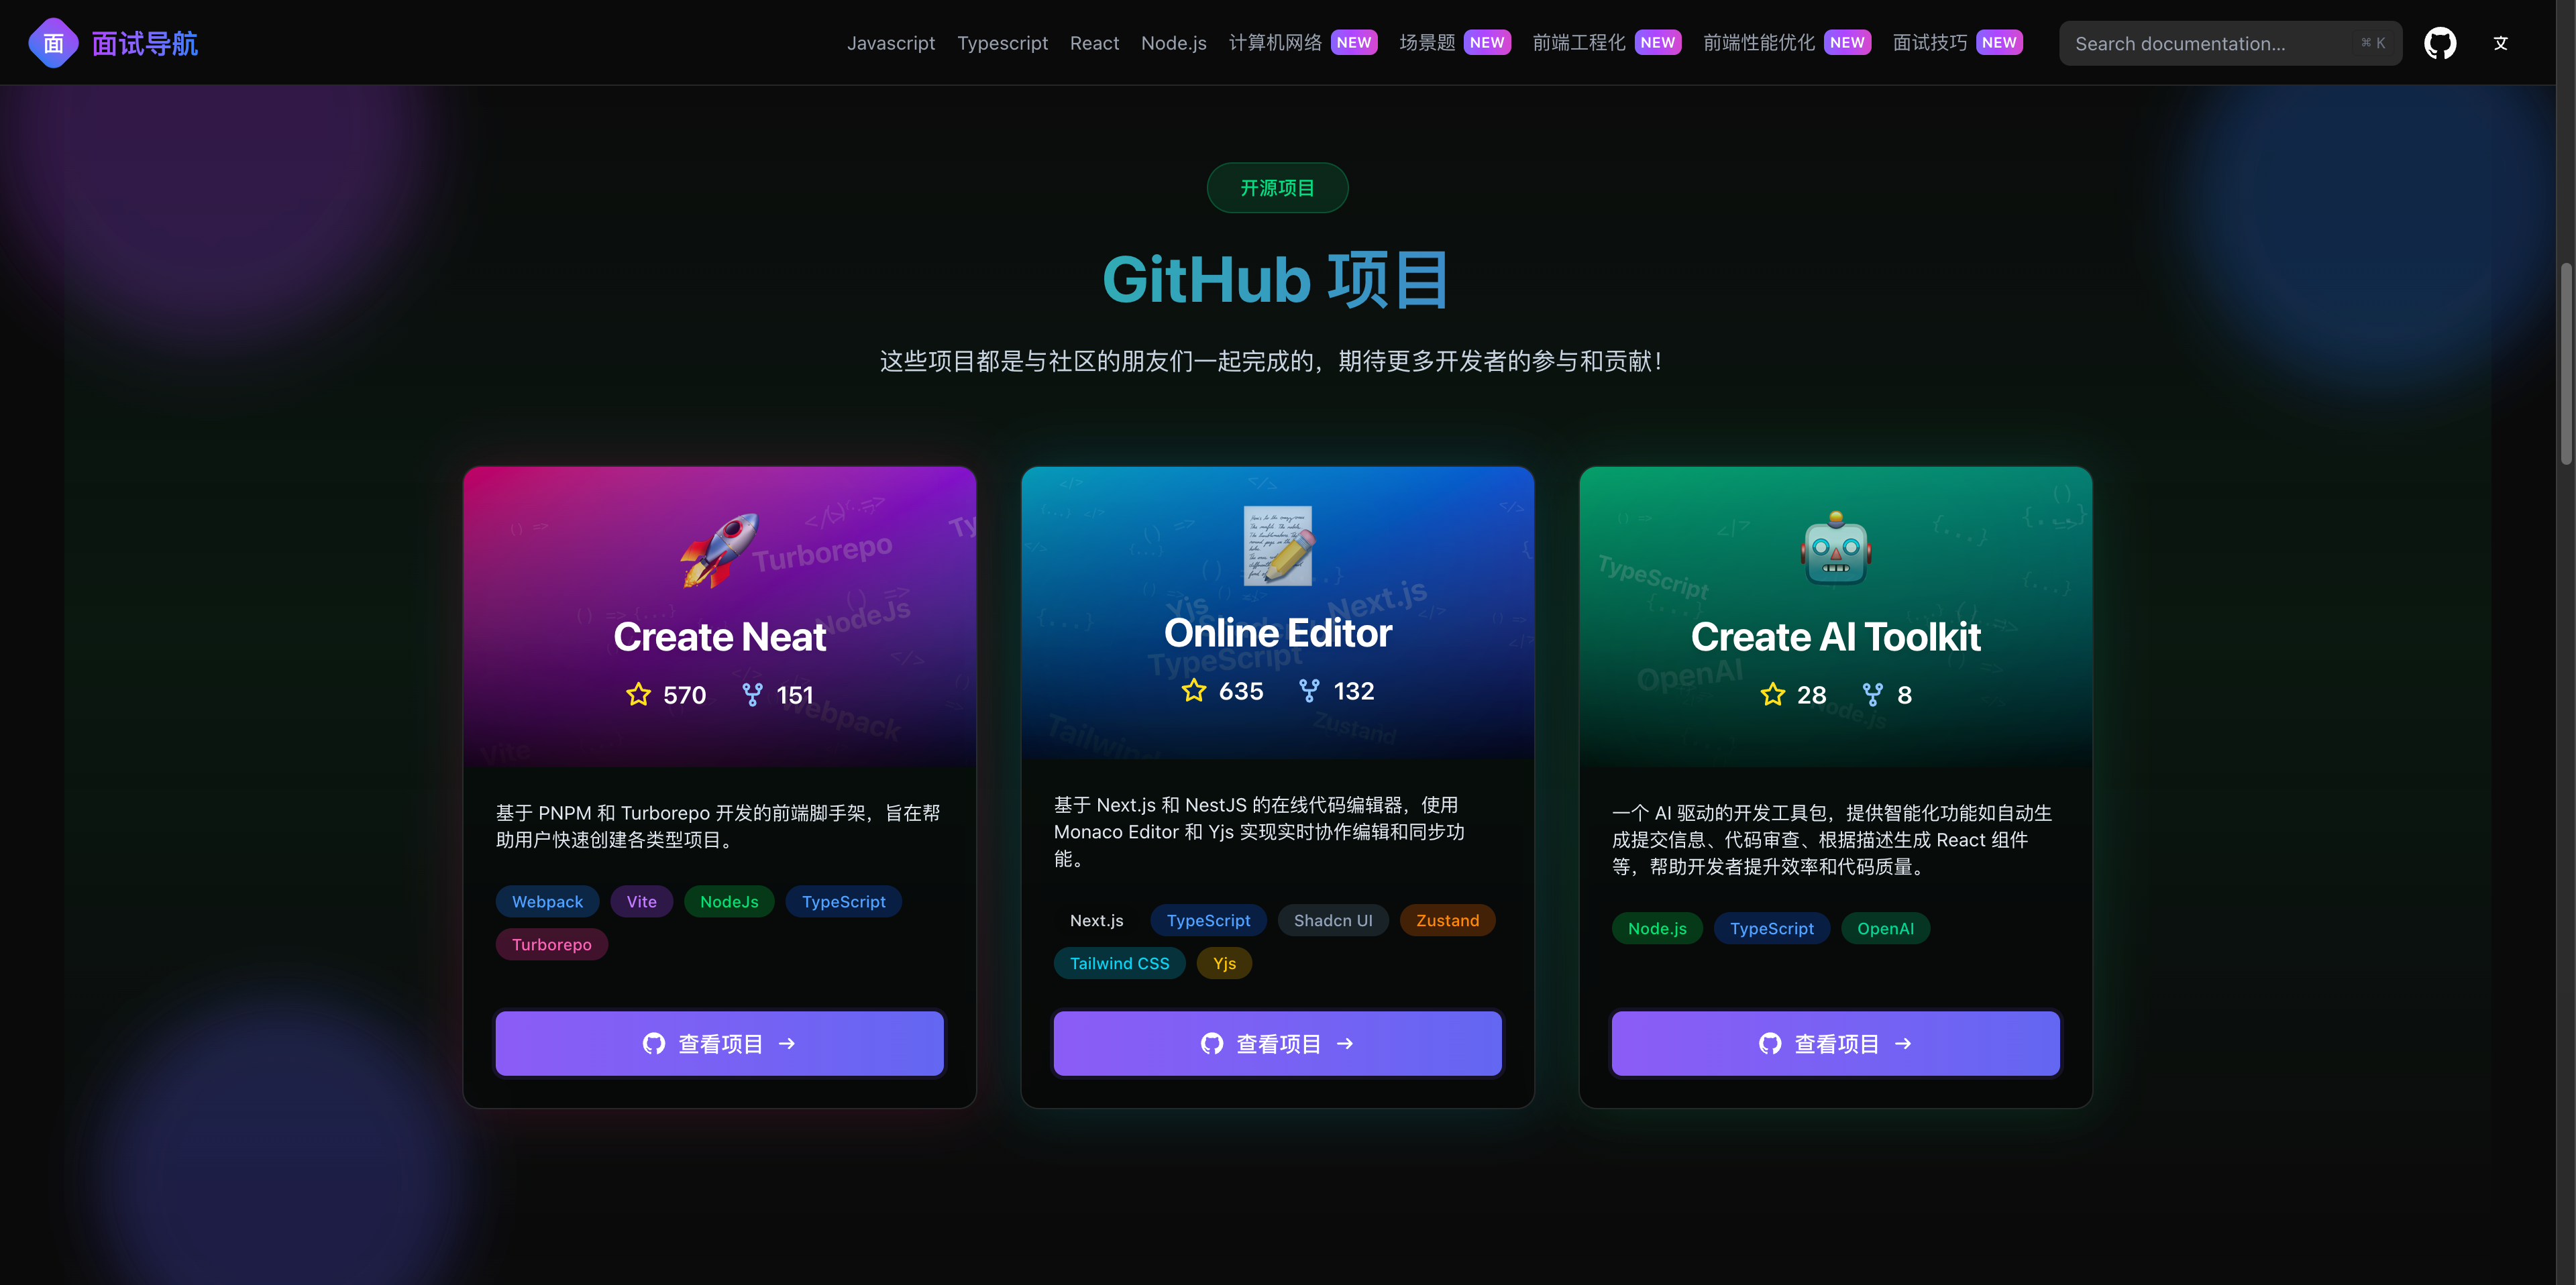 面 面试导航
Javascript Typescript React Node.js 计算机网络 NEW 场景题 NEW 前端工程化 NEW 前端性能优化 NEW 面试技巧 NEW
Search documentation... ⌘ K
文
开源项目
GitHub 项目
这些项目都是与社区的朋友们一起完成的，期待更多开发者的参与和贡献！
Turborepo
NodeJs
Webpack
Vite
Create Neat
570 151
基于 PNPM 和 Turborepo 开发的前端脚手架，旨在帮
助用户快速创建各类型项目。
Webpack Vite NodeJs TypeScript
Turborepo
查看项目 →
Yjs
Next.js
TypeScript
Zustand
Online Editor
635 132
基于 Next.js 和 NestJS 的在线代码编辑器，使用
Monaco Editor 和 Yjs 实现实时协作编辑和同步功
能。
Next.js TypeScript Shadcn UI Zustand
Tailwind CSS Yjs
查看项目 →
TypeScript
OpenAI
Node.js
Create AI Toolkit
28 8
一个 AI 驱动的开发工具包，提供智能化功能如自动生
成提交信息、代码审查、根据描述生成 React 组件
等，帮助开发者提升效率和代码质量。
Node.js TypeScript OpenAI
查看项目 →